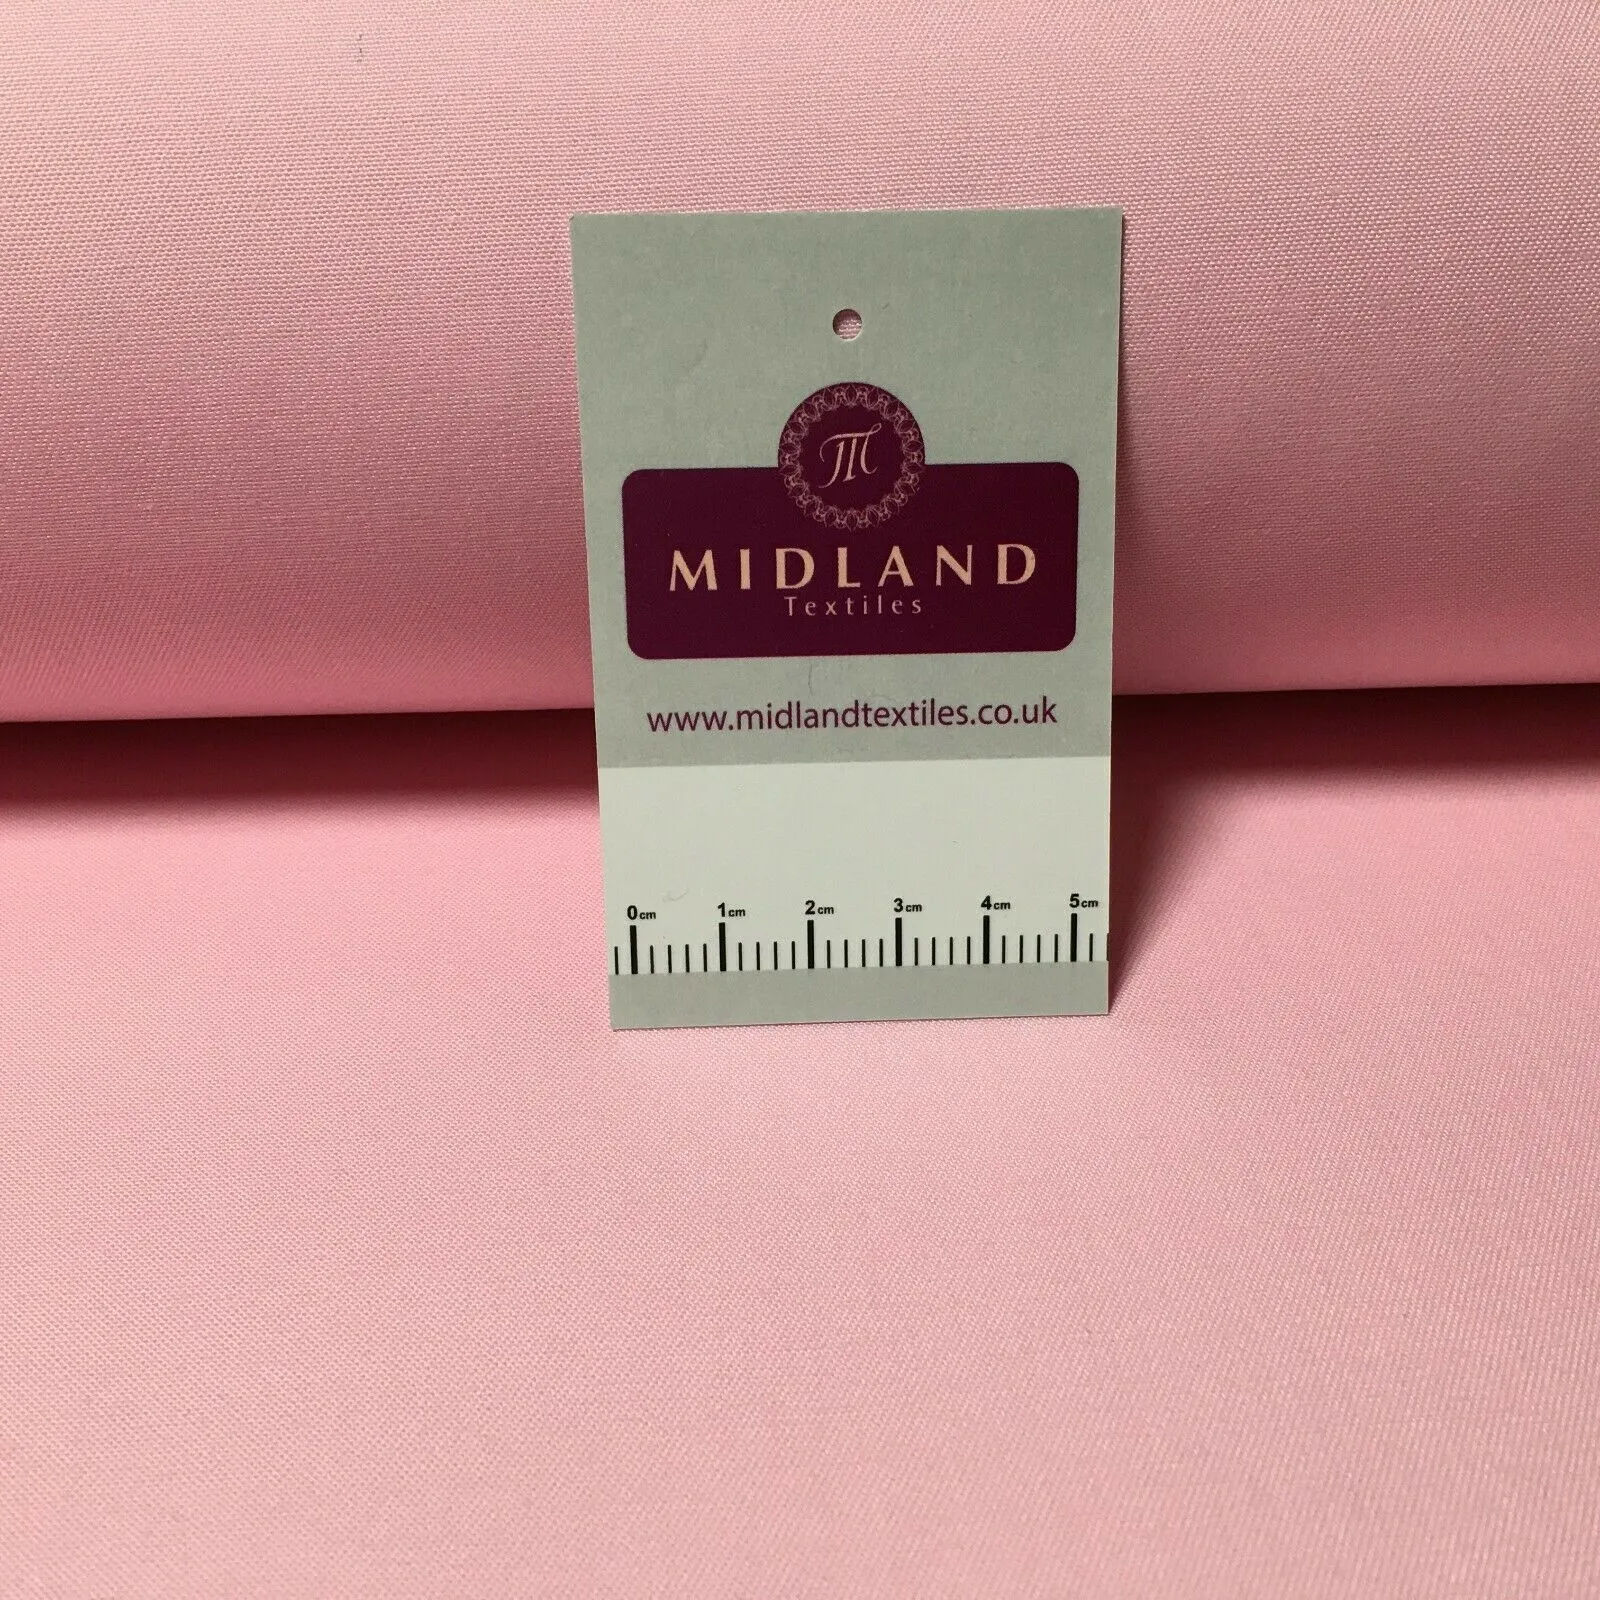 M
MIDLAND
Textiles
www.midlandtextiles.co.uk
0cm 1cm 2cm 3cm 4cm 5cm